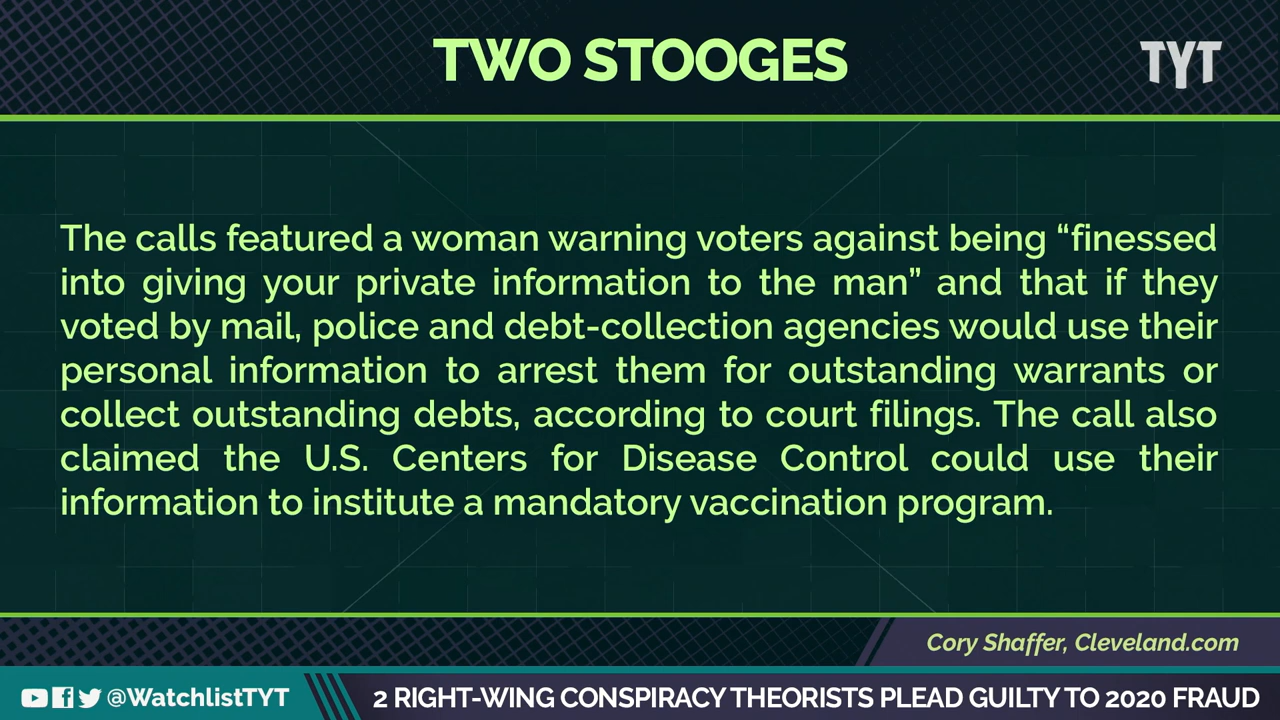 TWO STOOGES
TYT
The calls featured a woman warning voters against being “finessed
into giving your private information to the man” and that if they
voted by mail, police and debt-collection agencies would use their
personal information to arrest them for outstanding warrants or
collect outstanding debts, according to court filings. The call also
claimed the U.S. Centers for Disease Control could use their
information to institute a mandatory vaccination program.
Cory Shaffer, Cleveland.com
@WatchlistTYT
2 RIGHT-WING CONSPIRACY THEORISTS PLEAD GUILTY TO 2020 FRAUD